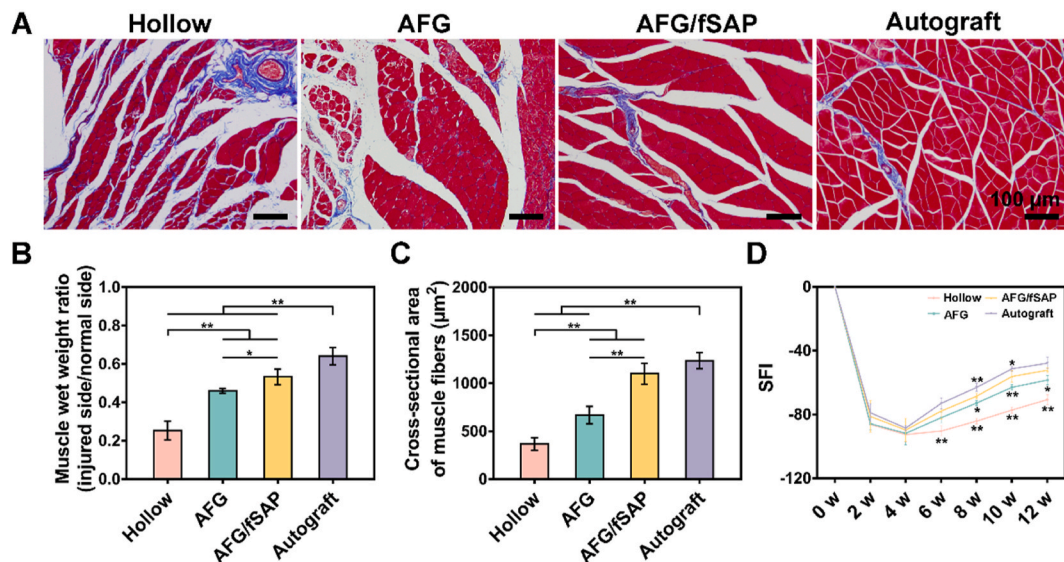 A
Hollow
AFG
AFG/fSAP
Autograft
100 μm
B
Muscle wet weight ratio
(injured side/normal side)
1.0
0.8
0.6
0.4
0.2
0.0
**
**
*
Hollow
AFG
AFG/fSAP
Autograft
C
Cross-sectional area
of muscle fibers (μm²)
2000
1500
1000
500
0
**
**
**
Hollow
AFG
AFG/fSAP
Autograft
D
SFI
0
-40
-80
-120
Hollow
AFG/fSAP
AFG
Autograft
**
*
**
*
**
**
*
**
**
0 w
2 w
4 w
6 w
8 w
10 w
12 w